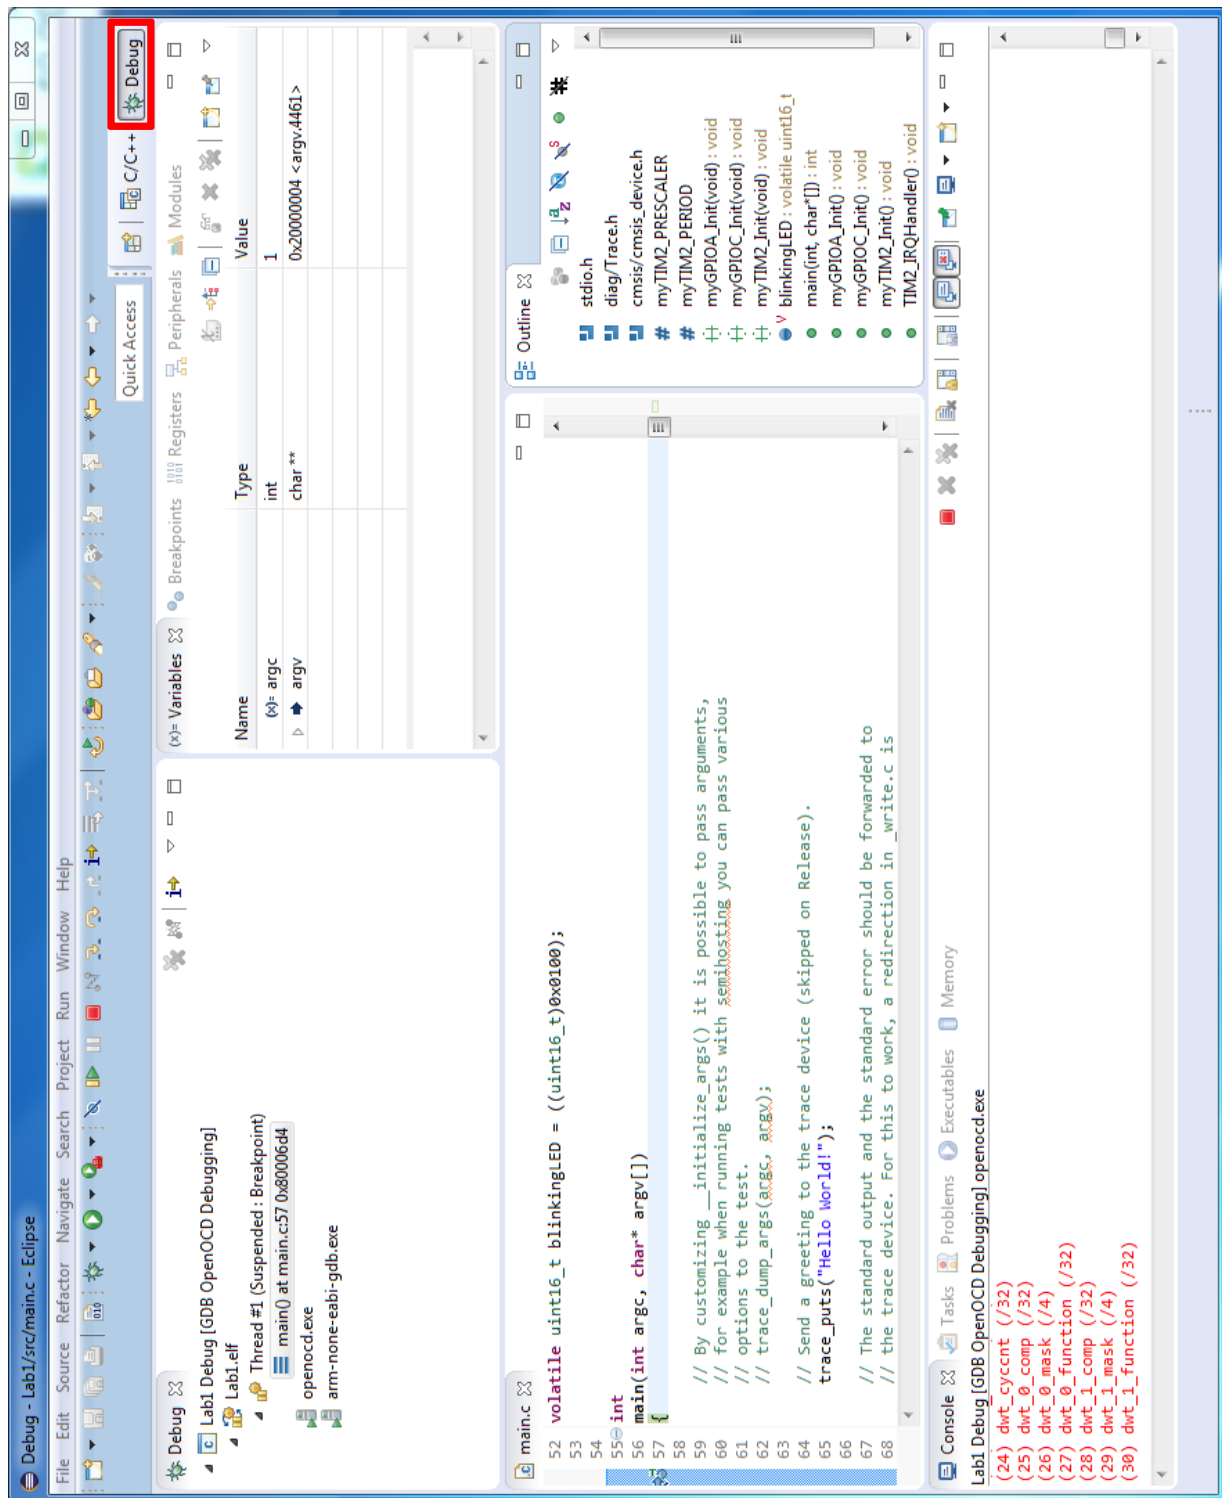 Debug - Lab1/src/main.c - Eclipse
File Edit Source Refactor Navigate Search Project Run Window Help
Quick Access
C/C++
Debug
Debug
Lab1 Debug [GDB OpenOCD Debugging]
Lab1.elf
Thread #1 (Suspended : Breakpoint)
main() at main.c:57 0x80006d4
openocd.exe
arm-none-eabi-gdb.exe
(x)= Variables Breakpoints Registers Peripherals Modules
Name Type Value
(x)= argc int 1
argv char ** 0x20000004 <argv.4461>
main.c
52 volatile uint16_t blinkingLED = ((uint16_t)0x0100);
53
54
55 int
56 main(int argc, char* argv[])
57 {
58
59 // By customizing __initialize_args() it is possible to pass arguments,
60 // for example when running tests with semihosting you can pass various
61 // options to the test.
62 // trace_dump_args(argc, argv);
63
64 // Send a greeting to the trace device (skipped on Release).
65 trace_puts("Hello World!");
66
67 // The standard output and the standard error should be forwarded to
68 // the trace device. For this to work, a redirection in _write.c is
Outline
stdio.h
diag/Trace.h
cmsis/cmsis_device.h
# myTIM2_PRESCALER
# myTIM2_PERIOD
myGPIOA_Init(void) : void
myGPIOC_Init(void) : void
myTIM2_Init(void) : void
blinkingLED : volatile uint16_t
main(int, char*[]) : int
myGPIOA_Init() : void
myGPIOC_Init() : void
myTIM2_Init() : void
TIM2_IRQHandler() : void
Console Tasks Problems Executables Memory
Lab1 Debug [GDB OpenOCD Debugging] openocd.exe
(24) dwt_cyccnt (/32)
(25) dwt_0_comp (/32)
(26) dwt_0_mask (/4)
(27) dwt_0_function (/32)
(28) dwt_1_comp (/32)
(29) dwt_1_mask (/4)
(30) dwt_1_function (/32)